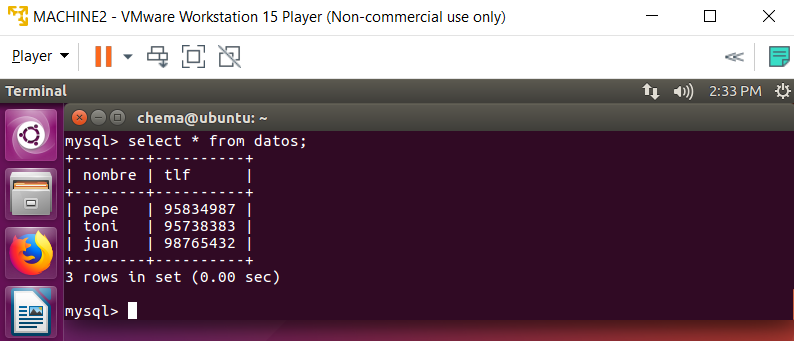 MACHINE2 - VMware Workstation 15 Player (Non-commercial use only)
Player
Terminal 2:33 PM
chema@ubuntu: ~
mysql> select * from datos;
+--------+----------+
| nombre | tlf      |
+--------+----------+
| pepe   | 95834987 |
| toni   | 95738383 |
| juan   | 98765432 |
+--------+----------+
3 rows in set (0.00 sec)
mysql>